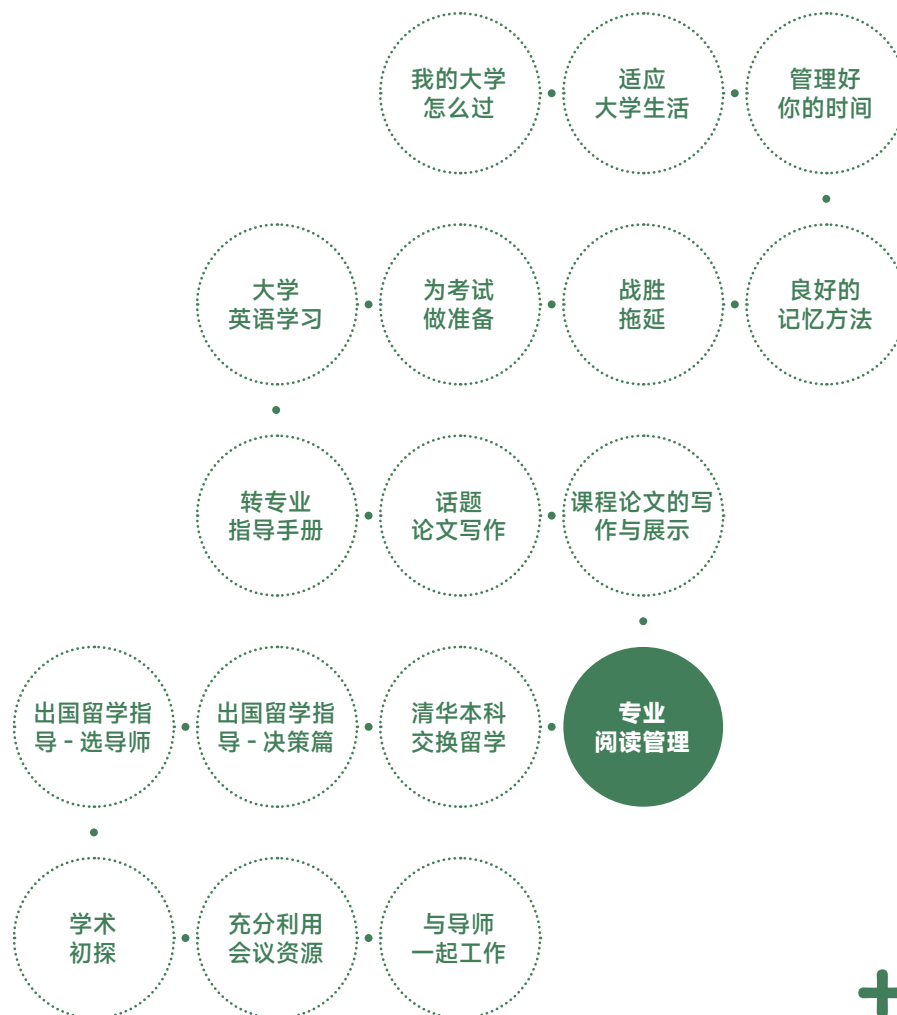 我的大学
怎么过
适应
大学生活
管理好
你的时间
大学
英语学习
为考试
做准备
战胜
拖延
良好的
记忆方法
转专业
指导手册
话题
论文写作
课程论文的写
作与展示
出国留学指
导 - 选导师
出国留学指
导 - 决策篇
清华本科
交换留学
专业
阅读管理
学术
初探
充分利用
会议资源
与导师
一起工作